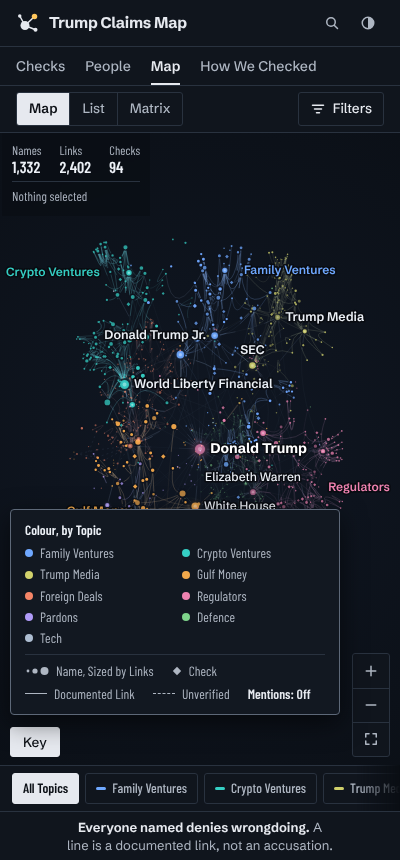 Trump Claims Map
Checks People Map How We Checked
Map List Matrix Filters
Names Links Checks
1,332 2,402 94
Nothing selected
Crypto Ventures
Family Ventures
Trump Media
Donald Trump Jr.
SEC
World Liberty Financial
Donald Trump
Elizabeth Warren
Regulators
White House
Colour, by Topic
Family Ventures Crypto Ventures
Trump Media Gulf Money
Foreign Deals Regulators
Pardons Defence
Tech
Name, Sized by Links Check
Documented Link Unverified Mentions: Off
Key
All Topics Family Ventures Crypto Ventures Trump
Everyone named denies wrongdoing. A
line is a documented link, not an accusation.